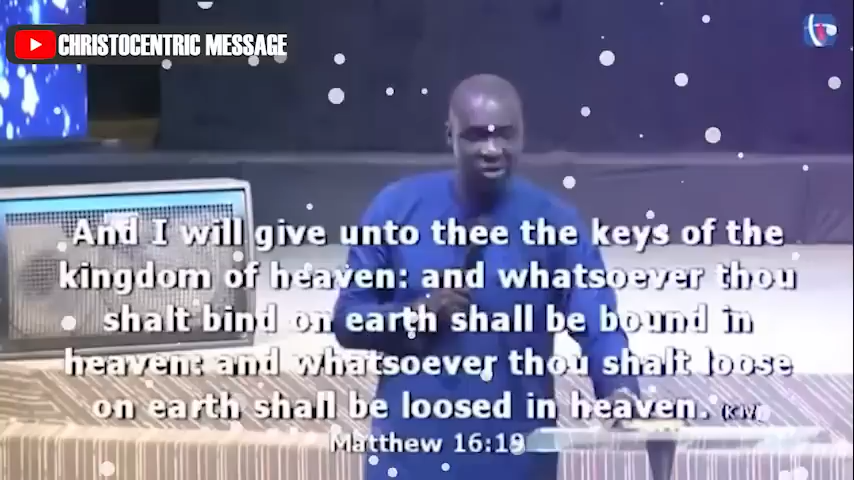 CHRISTOCENTRIC MESSAGE
And I will give unto thee the keys of the
kingdom of heaven: and whatsoever thou
shalt bind on earth shall be bound in
heaven: and whatsoever thou shalt loose
on earth shall be loosed in heaven. (KJV)
Matthew 16:19